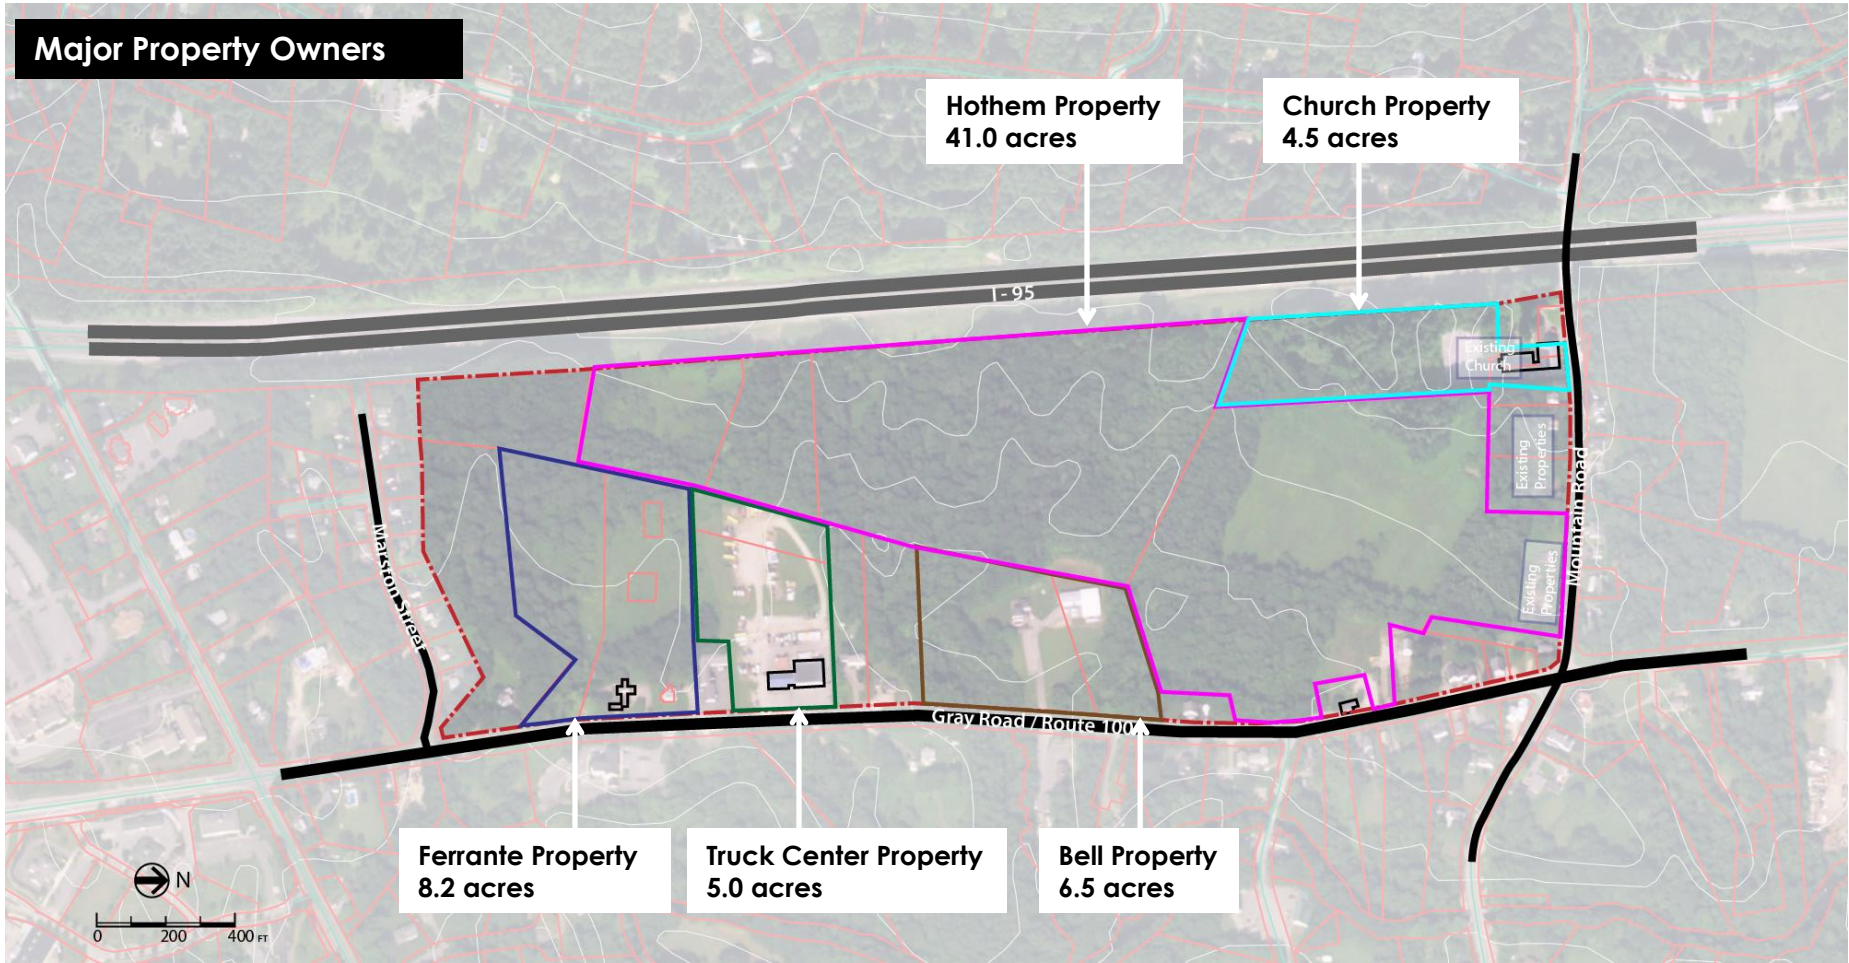 Major Property Owners
Hothem Property
41.0 acres
Church Property
4.5 acres
I - 95
Existing
Church
Existing
Properties
Existing
Properties
Mountain Road
Marston Street
Gray Road / Route 100
Ferrante Property
8.2 acres
Truck Center Property
5.0 acres
Bell Property
6.5 acres
N
0 200 400 FT